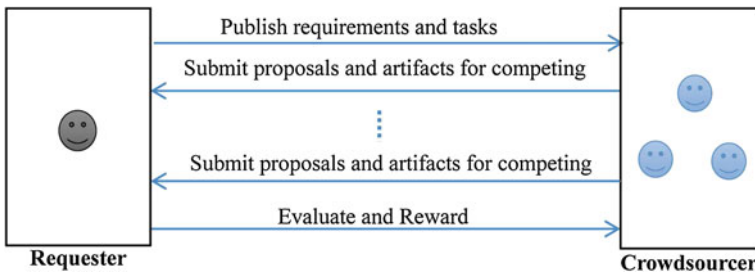 Publish requirements and tasks
Submit proposals and artifacts for competing
Submit proposals and artifacts for competing
Evaluate and Reward
Requester
Crowdsourcer